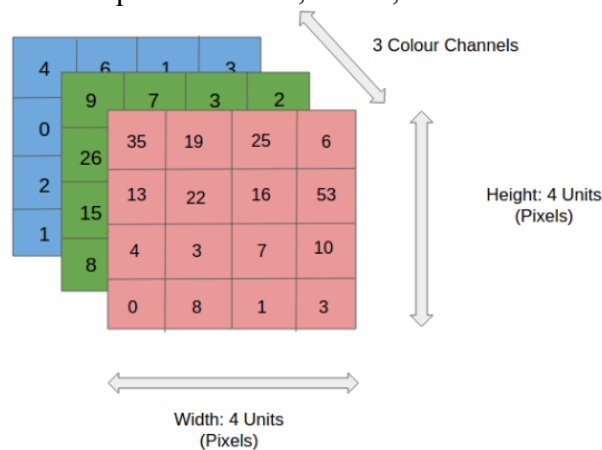 3 Colour Channels
4 6 1 3
9 7 3 2
0
35 19 25 6
26
2
13 22 16 53
15
1
4 3 7 10
8
0 8 1 3
Height: 4 Units
(Pixels)
Width: 4 Units
(Pixels)